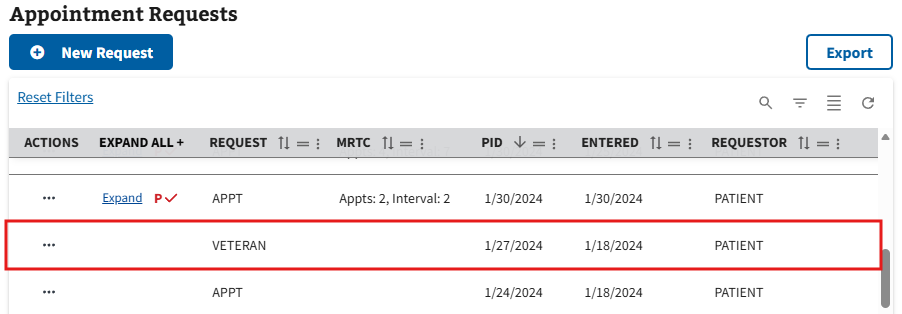 Appointment Requests
New Request
Export
Reset Filters
ACTIONS EXPAND ALL + REQUEST MRTC PID ENTERED REQUESTOR
... Expand P APPT Appts: 2, Interval: 2 1/30/2024 1/30/2024 PATIENT
... VETERAN 1/27/2024 1/18/2024 PATIENT
... APPT 1/24/2024 1/18/2024 PATIENT